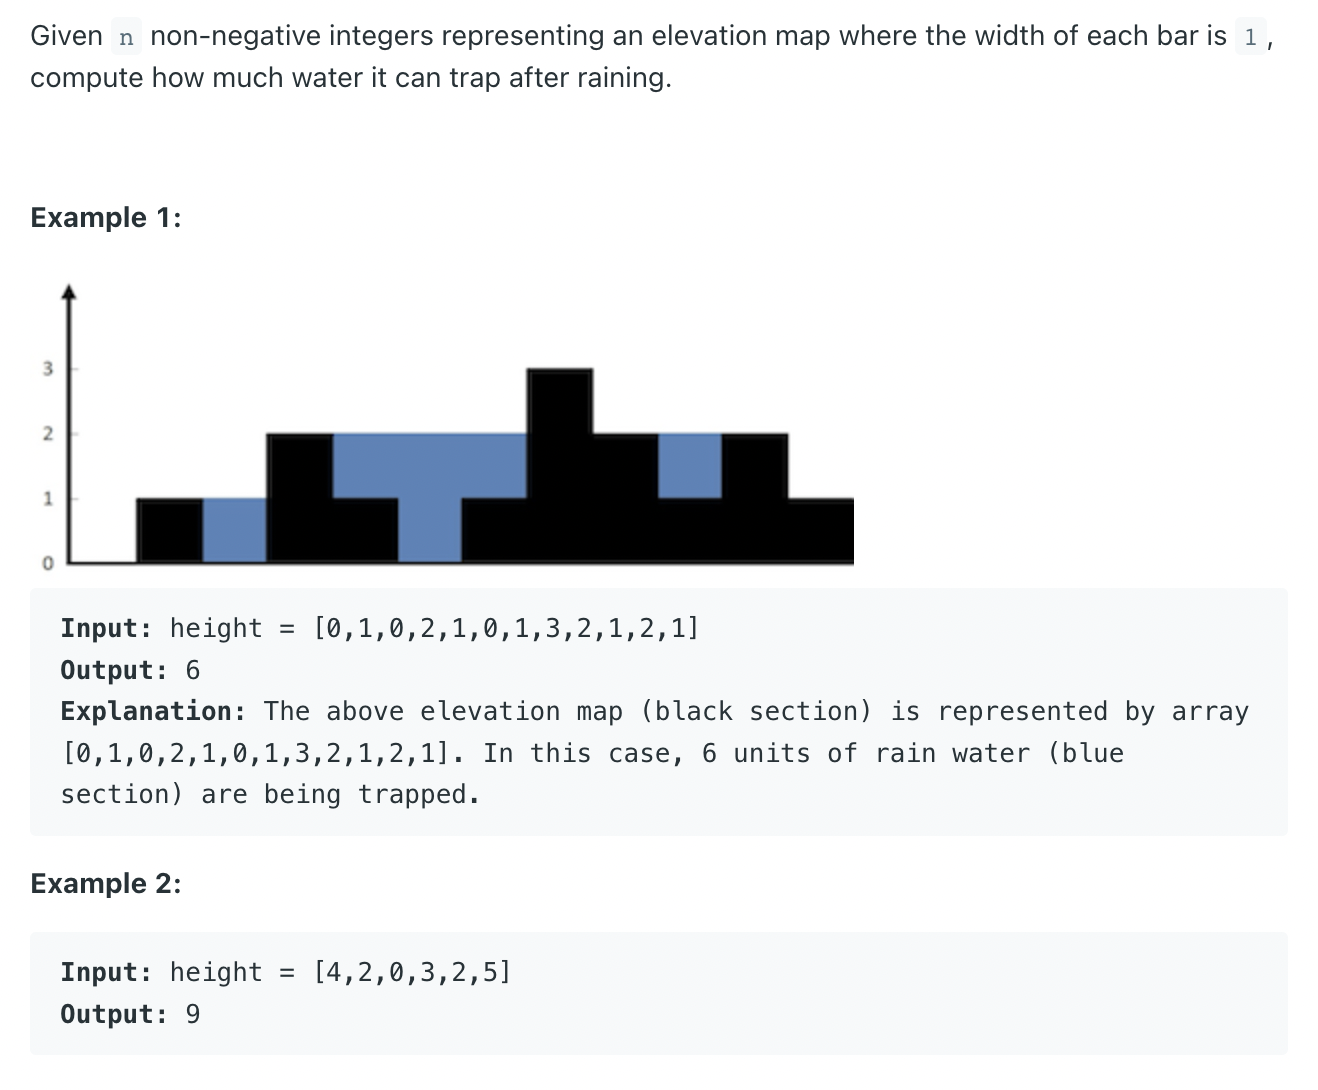 Given n non-negative integers representing an elevation map where the width of each bar is 1 ,
compute how much water it can trap after raining.
Example 1:
3
2
1
0
Input: height = [0,1,0,2,1,0,1,3,2,1,2,1]
Output: 6
Explanation: The above elevation map (black section) is represented by array
[0,1,0,2,1,0,1,3,2,1,2,1]. In this case, 6 units of rain water (blue
section) are being trapped.
Example 2:
Input: height = [4,2,0,3,2,5]
Output: 9